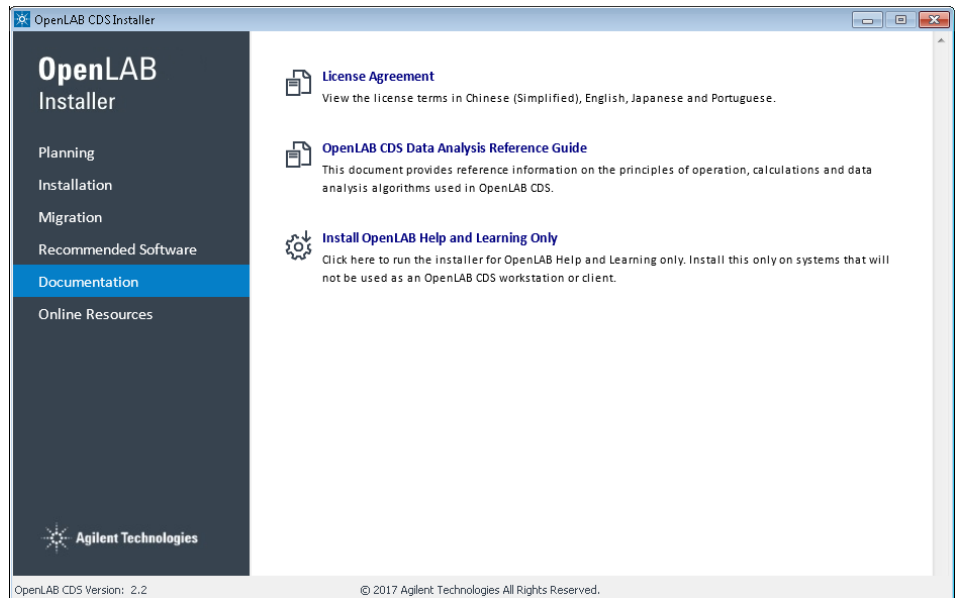 OpenLAB CDS Installer
OpenLAB
Installer
Planning
Installation
Migration
Recommended Software
Documentation
Online Resources
Agilent Technologies
License Agreement
View the license terms in Chinese (Simplified), English, Japanese and Portuguese.
OpenLAB CDS Data Analysis Reference Guide
This document provides reference information on the principles of operation, calculations and data
analysis algorithms used in OpenLAB CDS.
Install OpenLAB Help and Learning Only
Click here to run the installer for OpenLAB Help and Learning only. Install this only on systems that will
not be used as an OpenLAB CDS workstation or client.
OpenLAB CDS Version: 2.2
© 2017 Agilent Technologies All Rights Reserved.